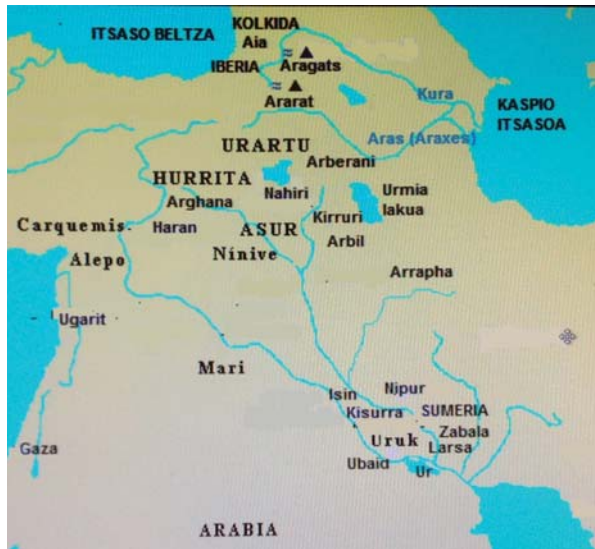 KOLKIDA
ITSASO BELTZA
Aia
IBERIA
Aragats
Ararat
Kura
KASPIO
ITSASOA
Aras (Araxes)
URARTU
Arberani
HURRITA
Nahiri
Urmia
Iakua
Arghana
Kirruri
Carquemis
Haran
ASUR
Arbil
Alepo
Nínive
Arrapha
Ugarit
Mari
Isin
Nipur
Kisurra
SUMERIA
Zabala
Uruk
Larsa
Gaza
Ubaid
Ur
ARABIA